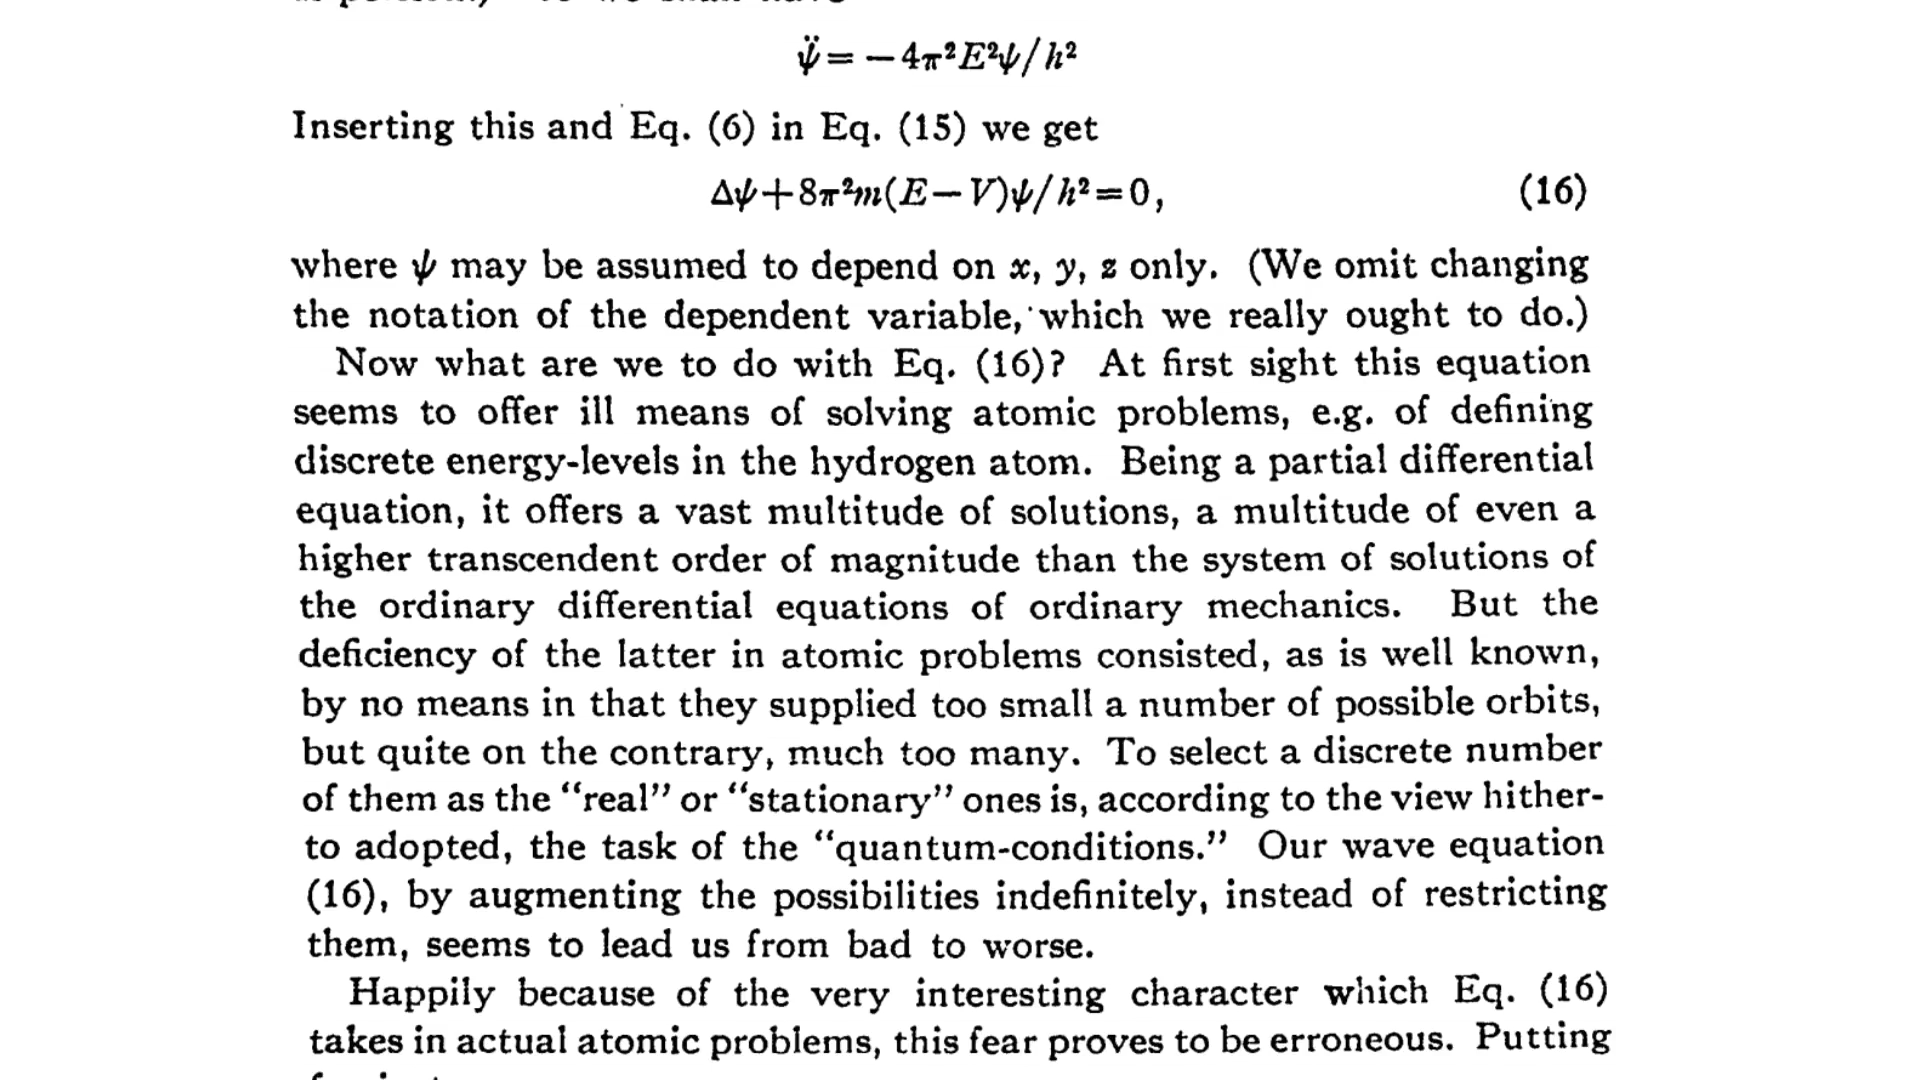 ψ̈ = −4π²E²ψ/h²
Inserting this and Eq. (6) in Eq. (15) we get
Δψ+8π²m(E−V)ψ/h²=0, (16)
where ψ may be assumed to depend on x, y, z only. (We omit changing
the notation of the dependent variable, which we really ought to do.)
Now what are we to do with Eq. (16)? At first sight this equation
seems to offer ill means of solving atomic problems, e.g. of defining
discrete energy-levels in the hydrogen atom. Being a partial differential
equation, it offers a vast multitude of solutions, a multitude of even a
higher transcendent order of magnitude than the system of solutions of
the ordinary differential equations of ordinary mechanics. But the
deficiency of the latter in atomic problems consisted, as is well known,
by no means in that they supplied too small a number of possible orbits,
but quite on the contrary, much too many. To select a discrete number
of them as the “real” or “stationary” ones is, according to the view hither-
to adopted, the task of the “quantum-conditions.” Our wave equation
(16), by augmenting the possibilities indefinitely, instead of restricting
them, seems to lead us from bad to worse.
Happily because of the very interesting character which Eq. (16)
takes in actual atomic problems, this fear proves to be erroneous. Putting